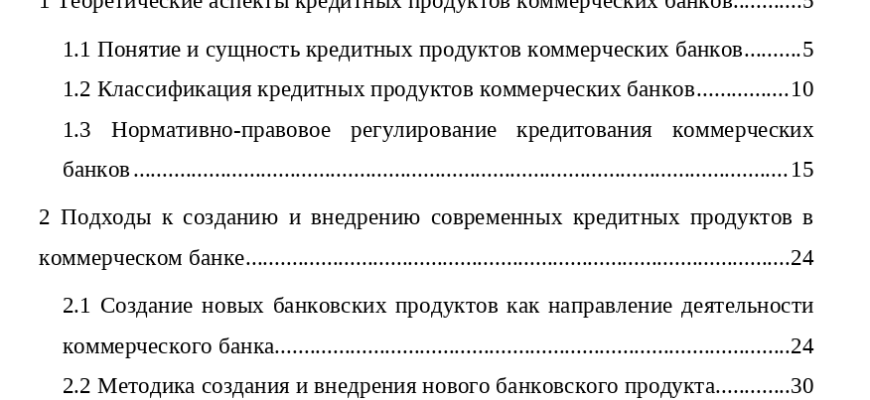 1 Теоретические аспекты кредитных продуктов коммерческих банков............5
1.1 Понятие и сущность кредитных продуктов коммерческих банков..........5
1.2 Классификация кредитных продуктов коммерческих банков................10
1.3 Нормативно-правовое регулирование кредитования коммерческих
банков..................................................................................................................15
2 Подходы к созданию и внедрению современных кредитных продуктов в
коммерческом банке..............................................................................................24
2.1 Создание новых банковских продуктов как направление деятельности
коммерческого банка.........................................................................................24
2.2 Методика создания и внедрения нового банковского продукта.............30